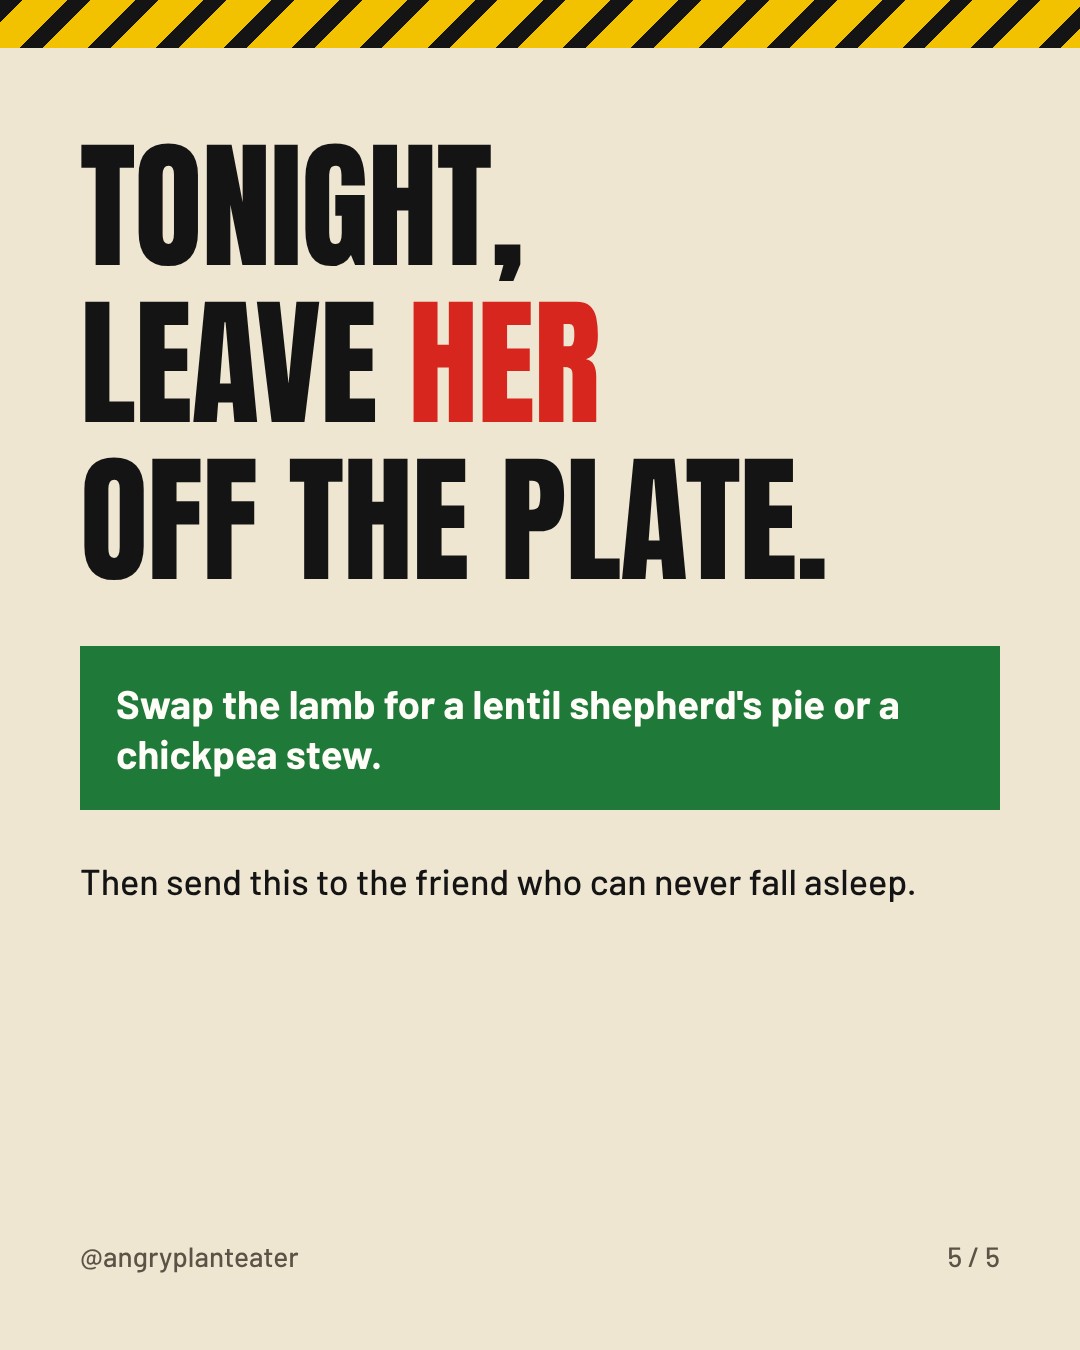 TONIGHT,
LEAVE HER
OFF THE PLATE.
Swap the lamb for a lentil shepherd's pie or a
chickpea stew.
Then send this to the friend who can never fall asleep.
@angryplanteater
5 / 5